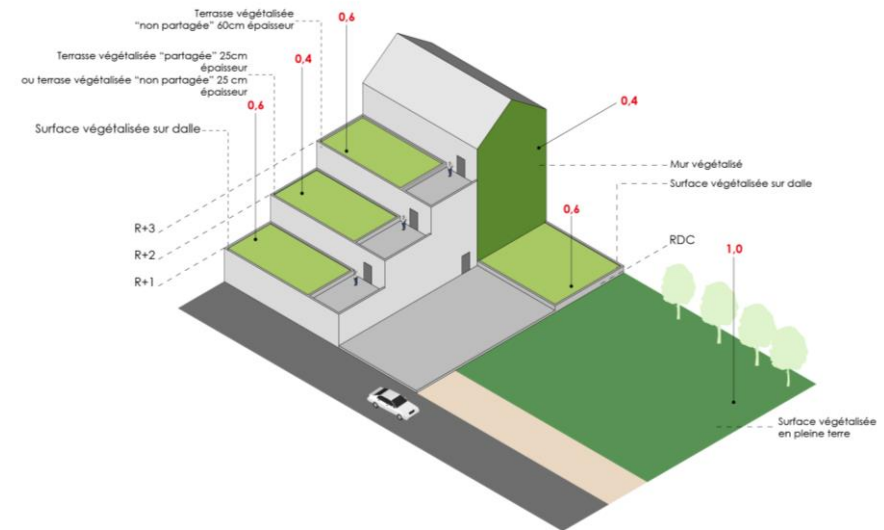 Terrasse végétalisée
“non partagée” 60cm épaisseur
0,6
Terrasse végétalisée “partagée” 25cm
épaisseur
ou terrase végétalisée “non partagée” 25 cm
épaisseur
0,4
0,6
Surface végétalisée sur dalle
0,4
Mur végétalisé
Surface végétalisée sur dalle
0,6
RDC
1,0
R+3
R+2
R+1
Surface végétalisée
en pleine terre